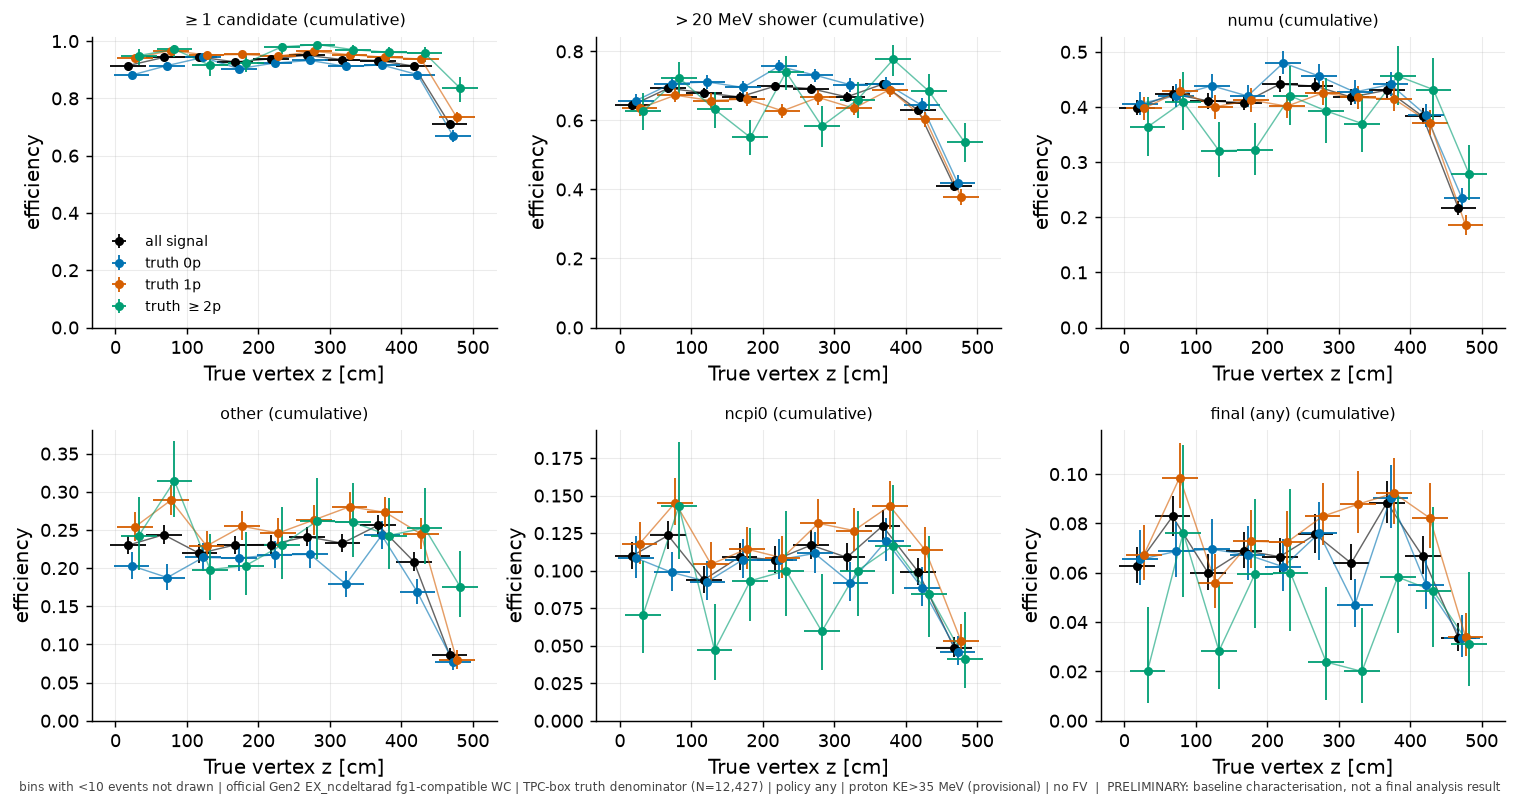 ≥ 1 candidate (cumulative)
1.0
0.8
0.6
0.4
0.2
0.0
efficiency
all signal
truth 0p
truth 1p
truth ≥2p
0 100 200 300 400 500
True vertex z [cm]
> 20 MeV shower (cumulative)
0.8
0.6
0.4
0.2
0.0
efficiency
0 100 200 300 400 500
True vertex z [cm]
numu (cumulative)
0.5
0.4
0.3
0.2
0.1
0.0
efficiency
0 100 200 300 400 500
True vertex z [cm]
other (cumulative)
0.35
0.30
0.25
0.20
0.15
0.10
0.05
0.00
efficiency
0 100 200 300 400 500
True vertex z [cm]
ncpi0 (cumulative)
0.175
0.150
0.125
0.100
0.075
0.050
0.025
0.000
efficiency
0 100 200 300 400 500
True vertex z [cm]
final (any) (cumulative)
0.10
0.08
0.06
0.04
0.02
0.00
efficiency
0 100 200 300 400 500
True vertex z [cm]
bins with <10 events not drawn | official Gen2 EX_ncdeltarad fg1-compatible WC | TPC-box truth denominator (N=12,427) | policy any | proton KE>35 MeV (provisional) | no FV | PRELIMINARY: baseline characterisation, not a final analysis result